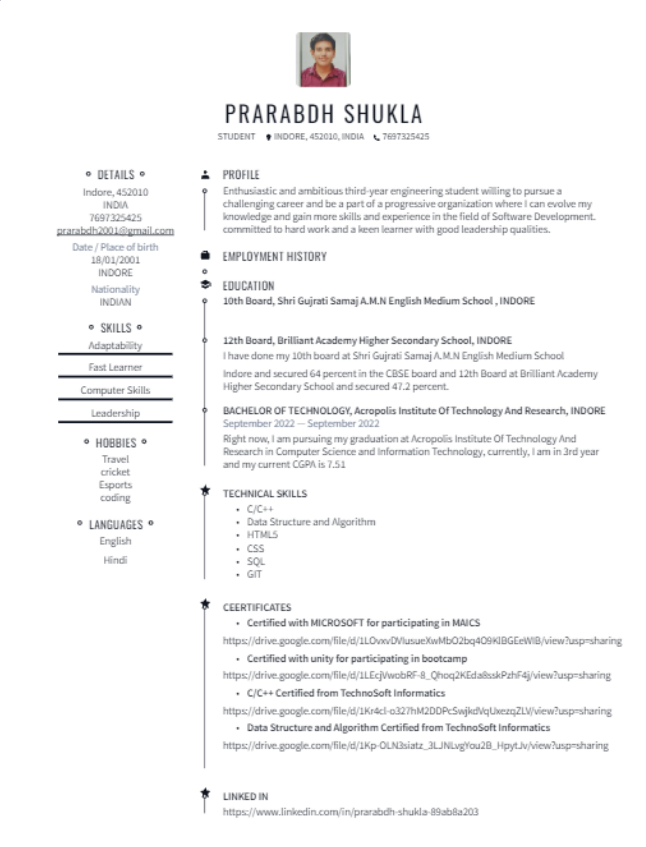 PRARABDH SHUKLA
STUDENT INDORE, 452010, INDIA 7697325425
DETAILS
Indore, 452010
INDIA
7697325425
prarabdh2001@gmail.com
Date / Place of birth
18/01/2001
INDORE
Nationality
INDIAN
SKILLS
Adaptability
Fast Learner
Computer Skills
Leadership
HOBBIES
Travel
cricket
Esports
coding
LANGUAGES
English
Hindi
PROFILE
Enthusiastic and ambitious third-year engineering student willing to pursue a
challenging career and be a part of a progressive organization where I can evolve my
knowledge and gain more skills and experience in the field of Software Development.
committed to hard work and a keen learner with good leadership qualities.
EMPLOYMENT HISTORY
EDUCATION
10th Board, Shri Gujrati Samaj A.M.N English Medium School , INDORE
12th Board, Brilliant Academy Higher Secondary School, INDORE
I have done my 10th board at Shri Gujrati Samaj A.M.N English Medium School
Indore and secured 64 percent in the CBSE board and 12th Board at Brilliant Academy
Higher Secondary School and secured 47.2 percent.
BACHELOR OF TECHNOLOGY, Acropolis Institute Of Technology And Research, INDORE
September 2022 — September 2022
Right now, I am pursuing my graduation at Acropolis Institute Of Technology And
Research in Computer Science and Information Technology, currently, I am in 3rd year
and my current CGPA is 7.51
TECHNICAL SKILLS
• C/C++
• Data Structure and Algorithm
• HTML5
• CSS
• SQL
• GIT
CEERTIFICATES
• Certified with MICROSOFT for participating in MAICS
https://drive.google.com/file/d/1LOvxvDVIusueXwMbO2bq4O9KlBGEeWIB/view?usp=sharing
• Certified with unity for participating in bootcamp
https://drive.google.com/file/d/1LEcjVwobRF-8_Qhoq2KEda8sskPzhF4j/view?usp=sharing
• C/C++ Certified from TechnoSoft Informatics
https://drive.google.com/file/d/1Kr4cI-o327hM2DDPcSwjkdVqUxezqZLV/view?usp=sharing
• Data Structure and Algorithm Certified from TechnoSoft Informatics
https://drive.google.com/file/d/1Kp-OLN3siatz_3LJNLvgYou2B_HpytJv/view?usp=sharing
LINKED IN
https://www.linkedin.com/in/prarabdh-shukla-89ab8a203